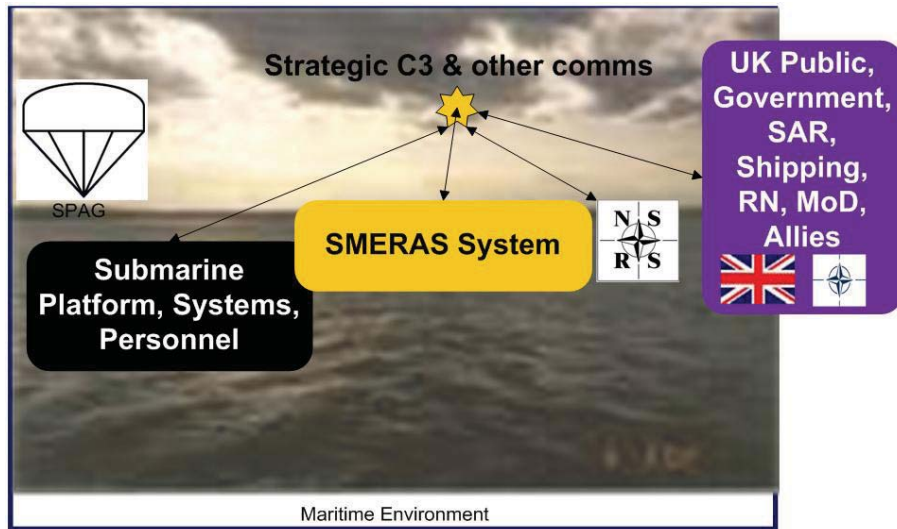 Strategic C3 & other comms
UK Public,
Government,
SAR,
Shipping,
RN, MoD,
Allies
SPAG
SMERAS System
N S
R S
Submarine
Platform, Systems,
Personnel
Maritime Environment